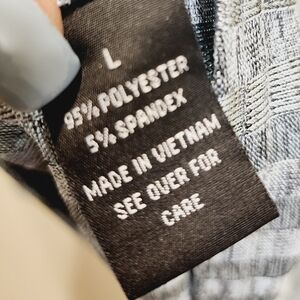 L
95% POLYESTER
5% SPANDEX
MADE IN VIETNAM
SEE OVER FOR
CARE